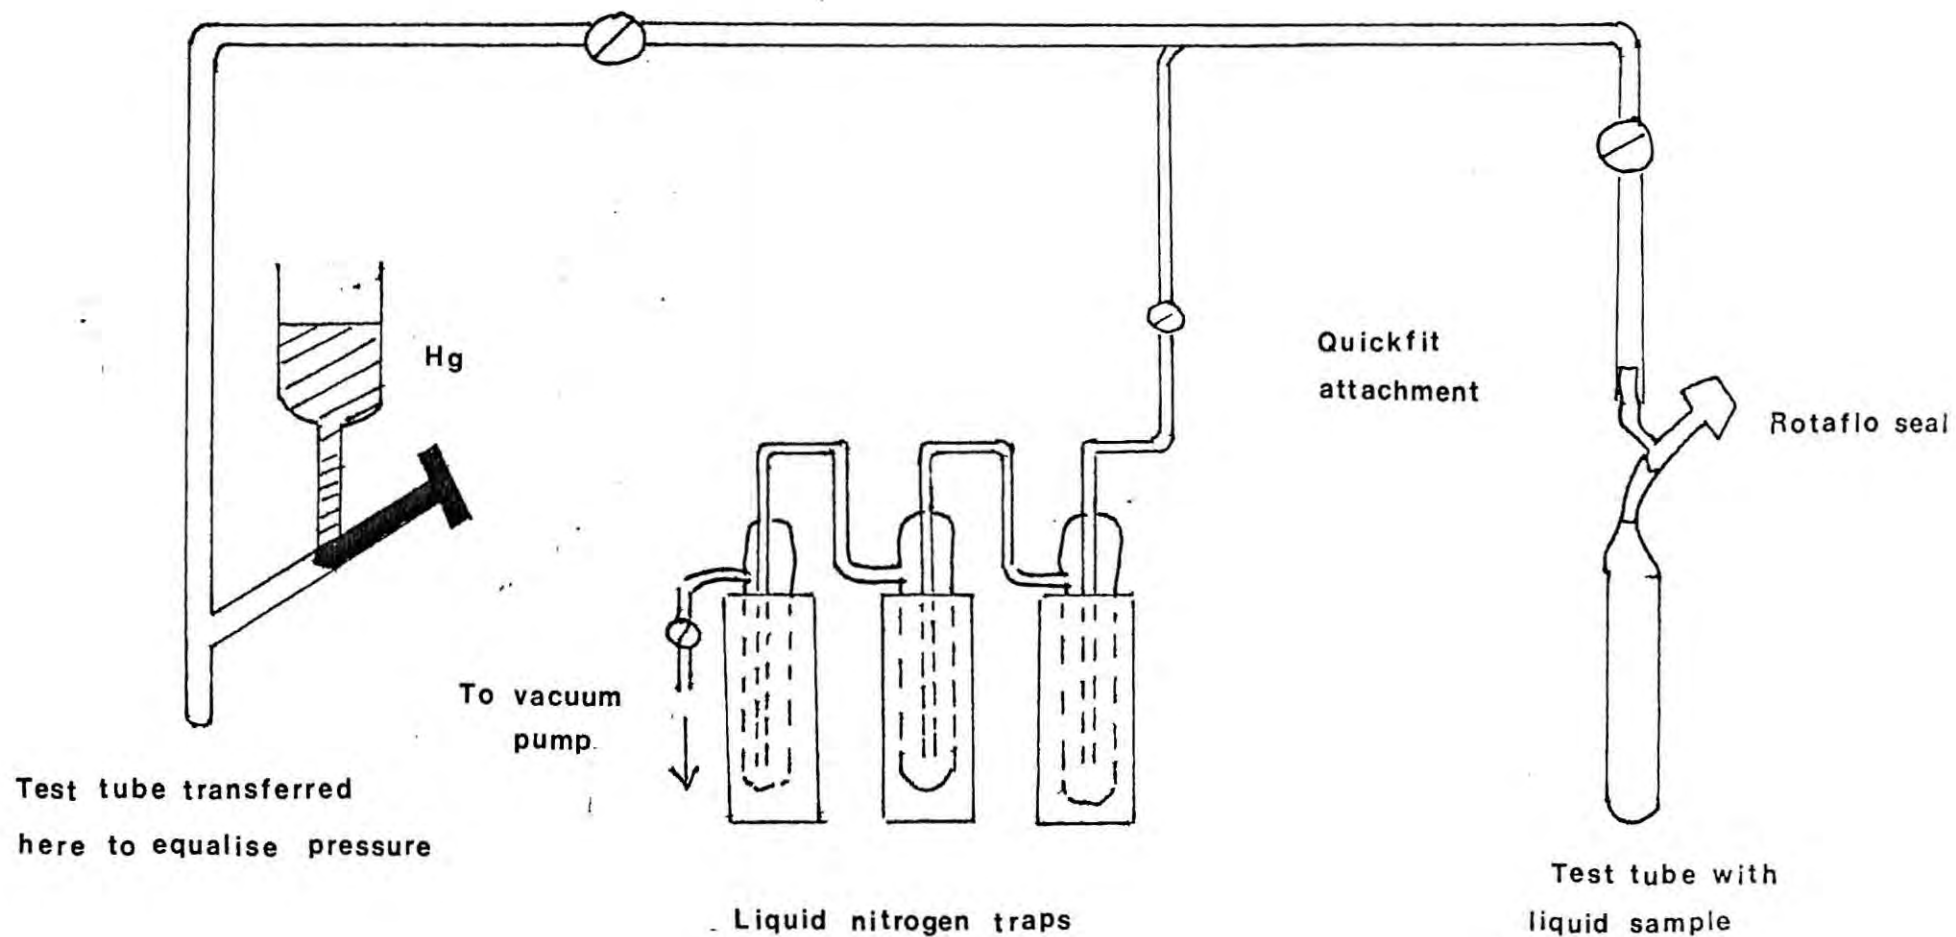 Hg
Quickfit
attachment
Rotaflo seal
To vacuum
pump.
Test tube transferred
here to equalise pressure
Test tube with
liquid sample
Liquid nitrogen traps